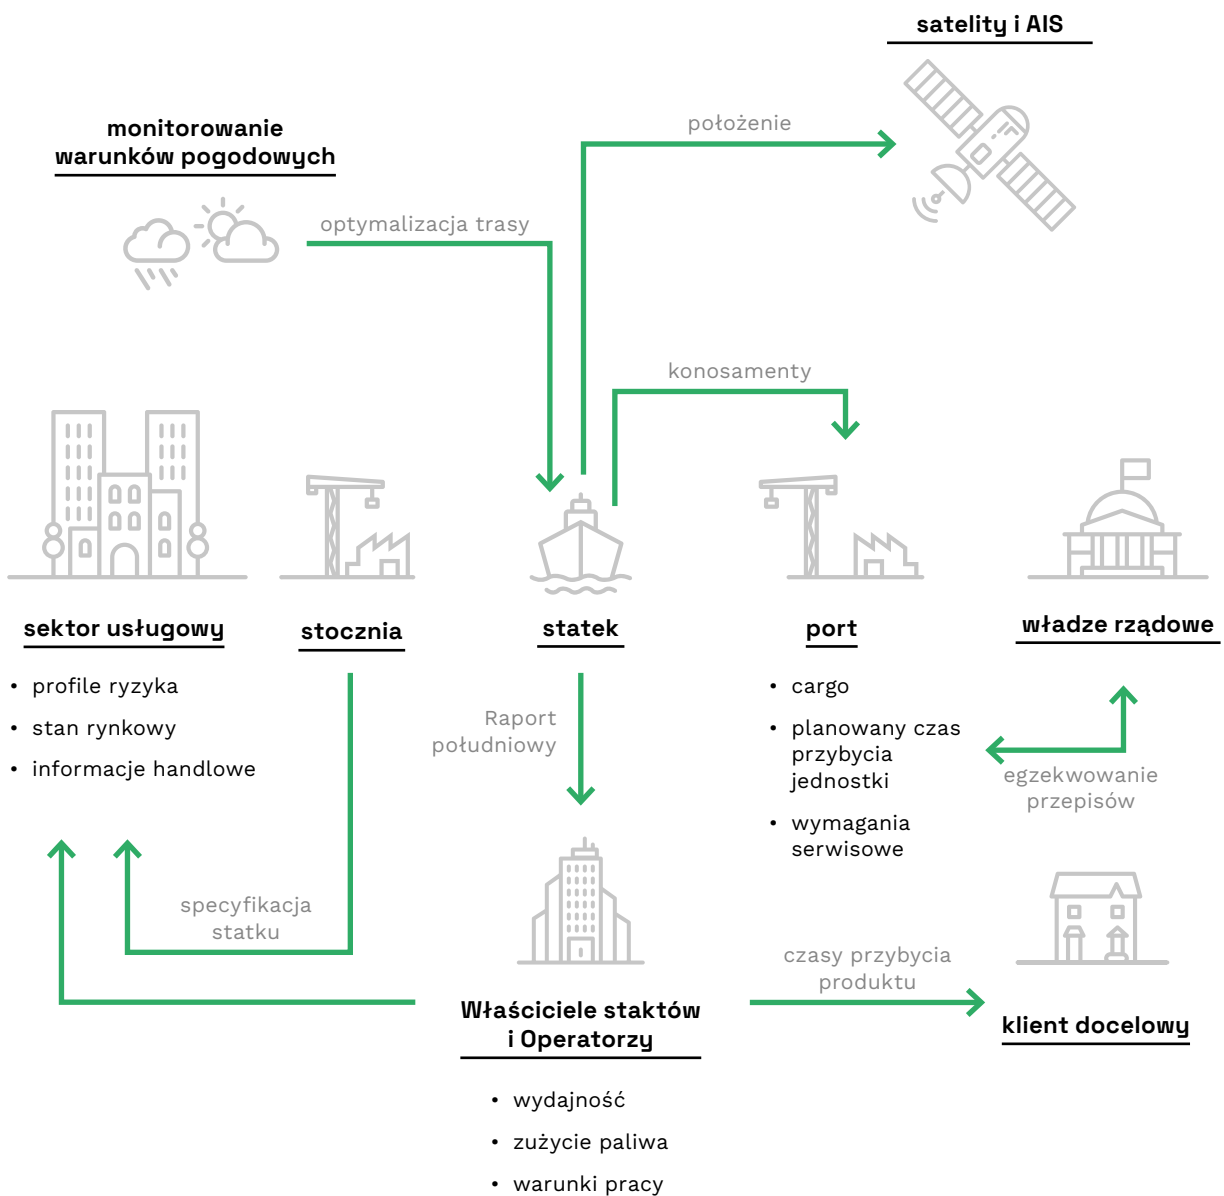 satelity i AIS
położenie
monitorowanie
warunków pogodowych
optymalizacja trasy
konosamenty
sektor usługowy
• profile ryzyka
• stan rynkowy
• informacje handlowe
stocznia
statek
port
• cargo
• planowany czas
przybycia
jednostki
• wymagania
serwisowe
władze rządowe
Raport
południowy
egzekwowanie
przepisów
specyfikacja
statku
czasy przybycia
produktu
Właściciele staktów
i Operatorzy
• wydajność
• zużycie paliwa
• warunki pracy
klient docelowy